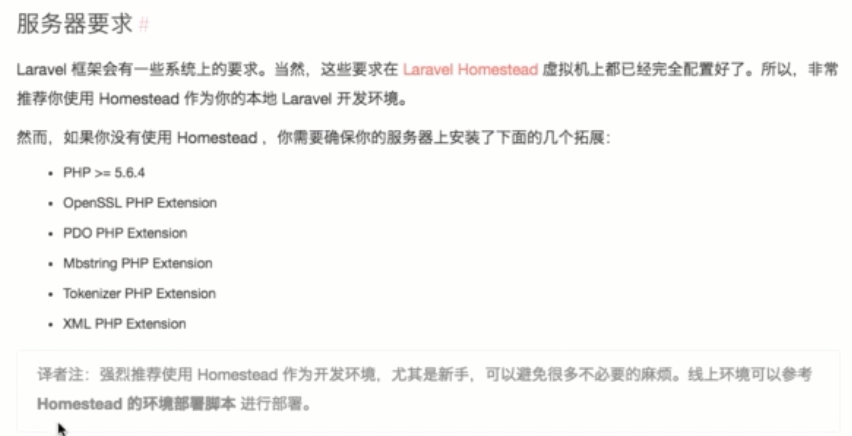 服务器要求 #
Laravel 框架会有一些系统上的要求。当然，这些要求在 Laravel Homestead 虚拟机上都已经完全配置好了。所以，非常
推荐你使用 Homestead 作为你的本地 Laravel 开发环境。
然而，如果你没有使用 Homestead ，你需要确保你的服务器上安装了下面的几个拓展：
• PHP >= 5.6.4
• OpenSSL PHP Extension
• PDO PHP Extension
• Mbstring PHP Extension
• Tokenizer PHP Extension
• XML PHP Extension
译者注：强烈推荐使用 Homestead 作为开发环境，尤其是新手，可以避免很多不必要的麻烦。线上环境可以参考
Homestead 的环境部署脚本 进行部署。